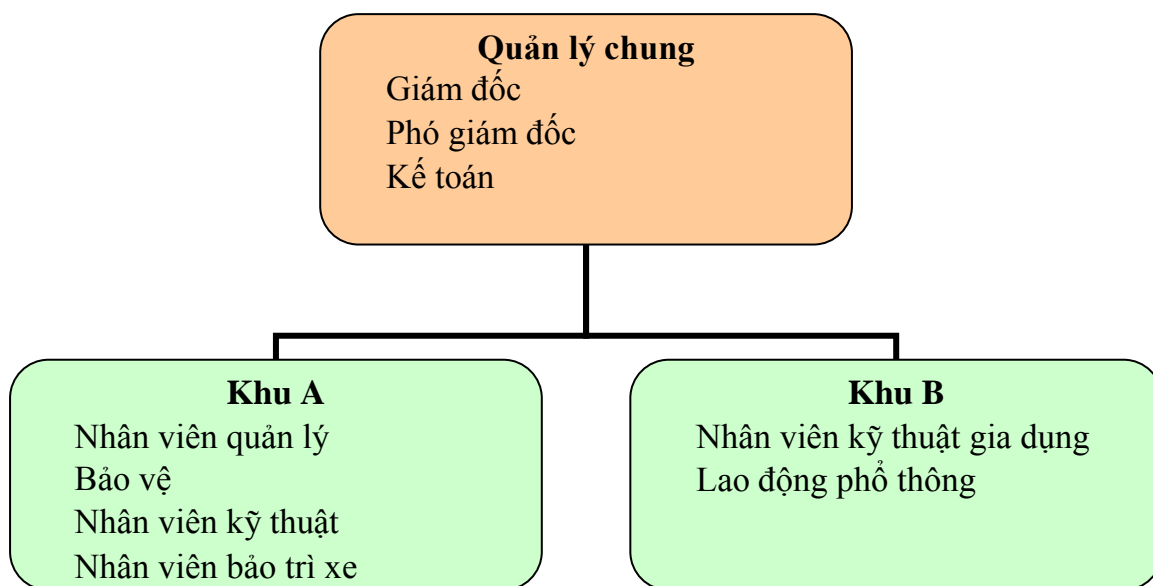 Quản lý chung
Giám đốc
Phó giám đốc
Kế toán
Khu A
Nhân viên quản lý
Bảo vệ
Nhân viên kỹ thuật
Nhân viên bảo trì xe
Khu B
Nhân viên kỹ thuật gia dụng
Lao động phổ thông